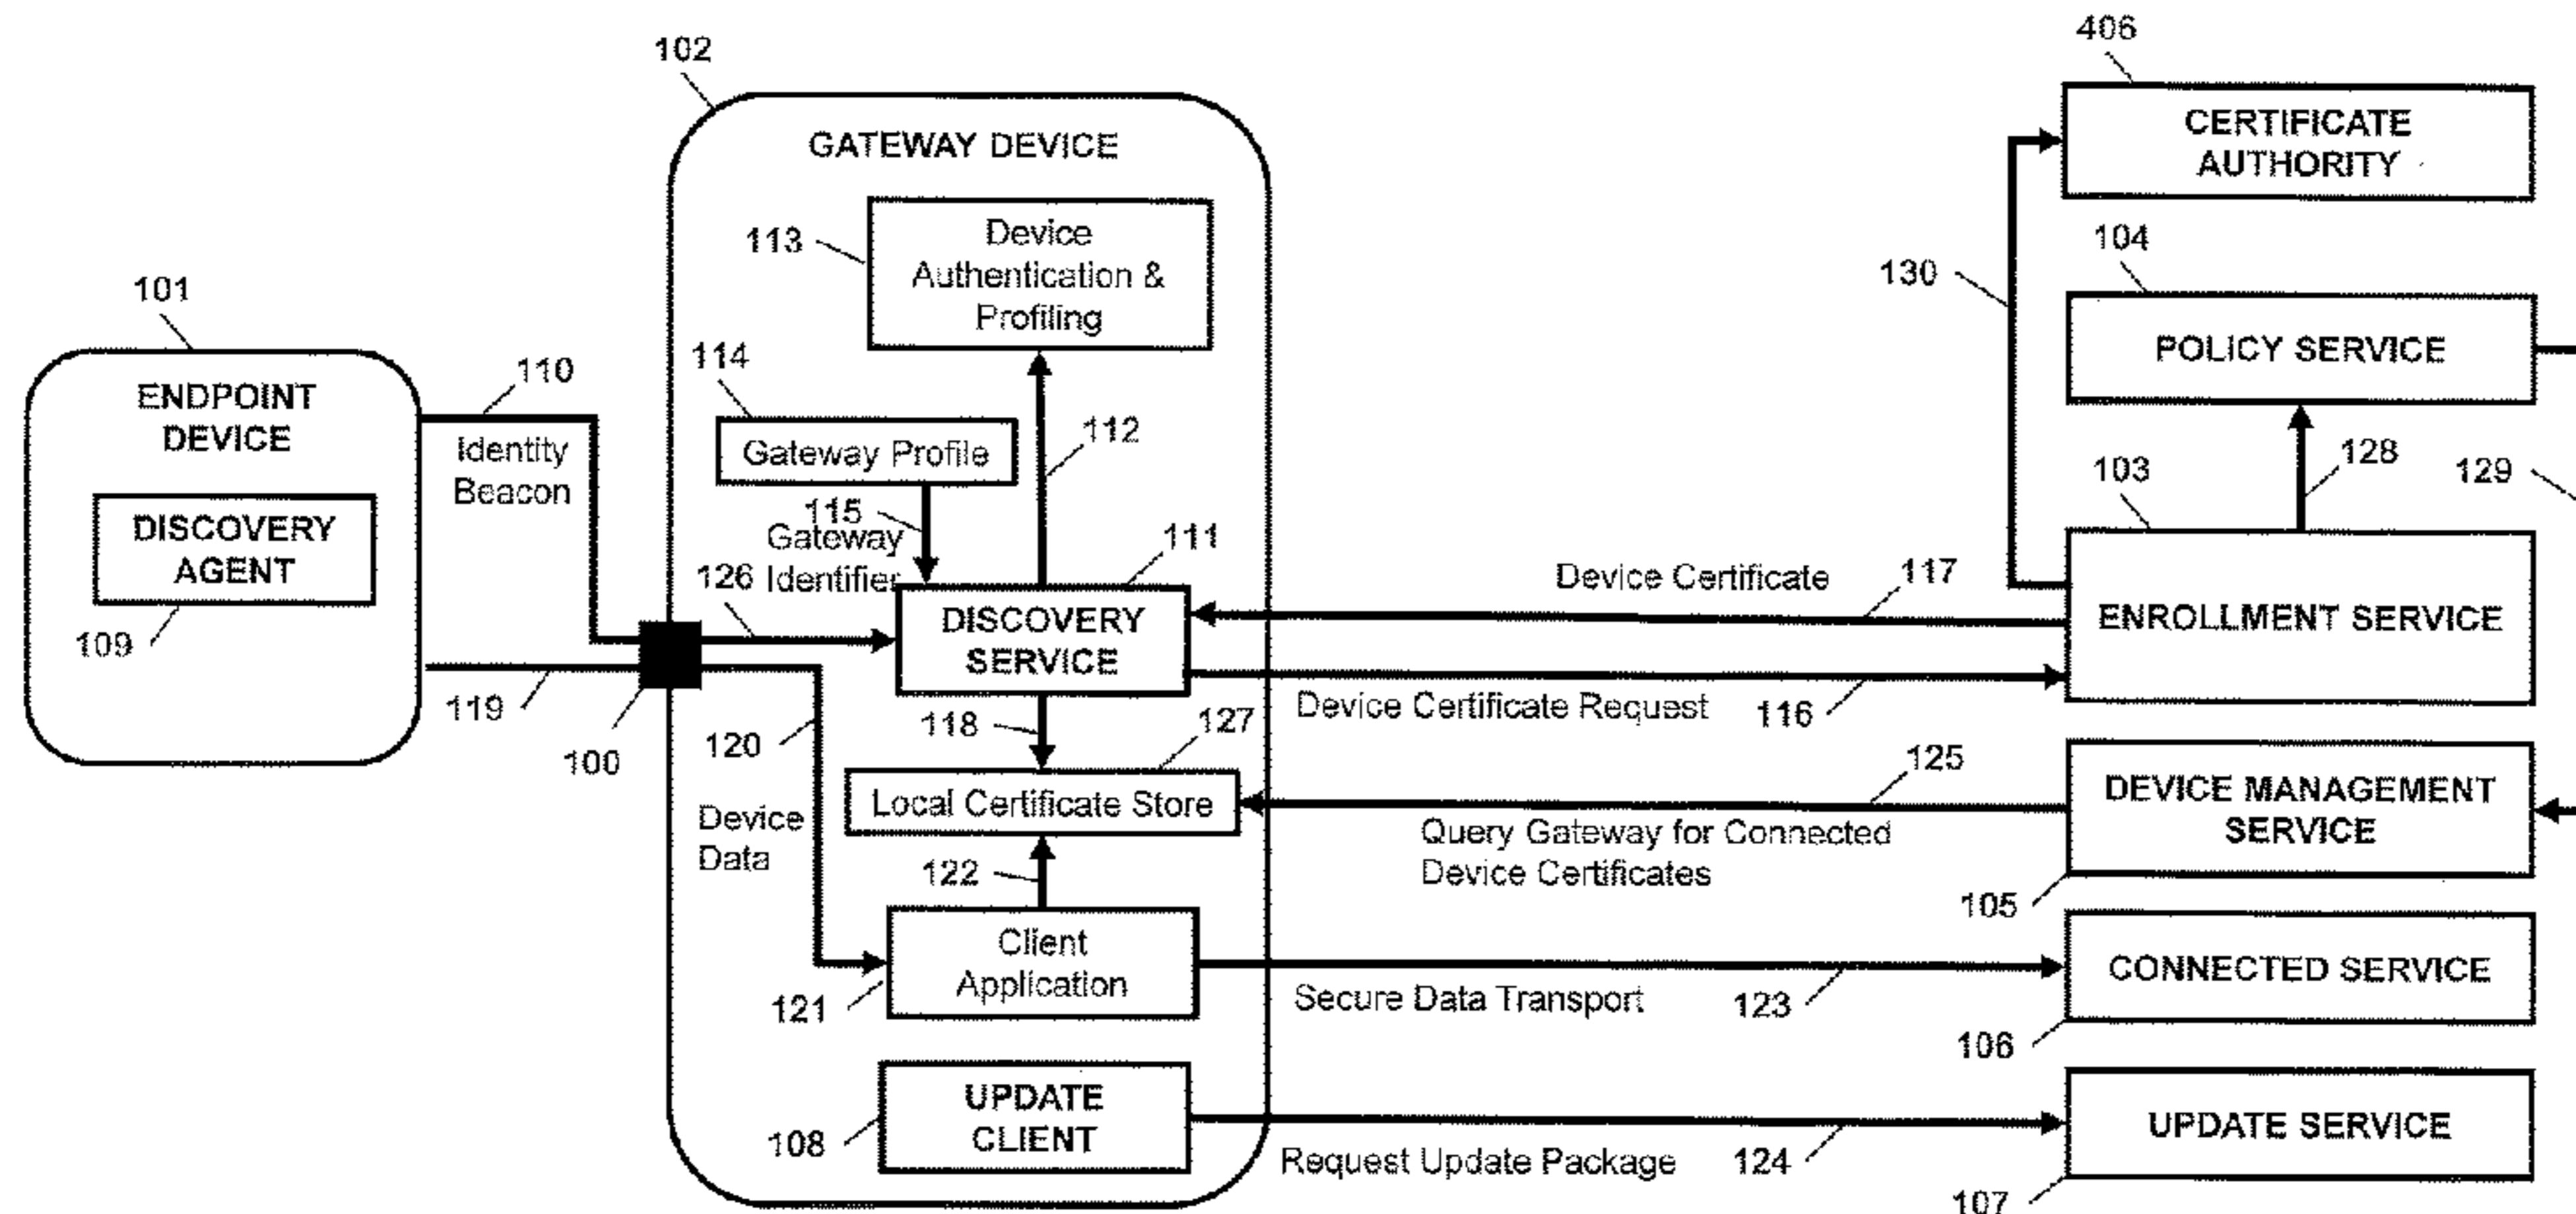 102
406
GATEWAY DEVICE
CERTIFICATE
AUTHORITY
113
Device
Authentication &
Profiling
104
130
101
114
POLICY SERVICE
110
ENDPOINT
DEVICE
Identity
Beacon
Gateway Profile
112
128
103
129
DISCOVERY
AGENT
115
Gateway
Identifier
111
126
109
DISCOVERY
SERVICE
Device Certificate
117
ENROLLMENT SERVICE
119
100
120
118
127
Device Certificate Request
116
125
Local Certificate Store
DEVICE MANAGEMENT
SERVICE
Device
Data
Query Gateway for Connected
Device Certificates
122
105
Client
Application
CONNECTED SERVICE
121
Secure Data Transport
123
106
UPDATE
CLIENT
108
Request Update Package
124
UPDATE SERVICE
107